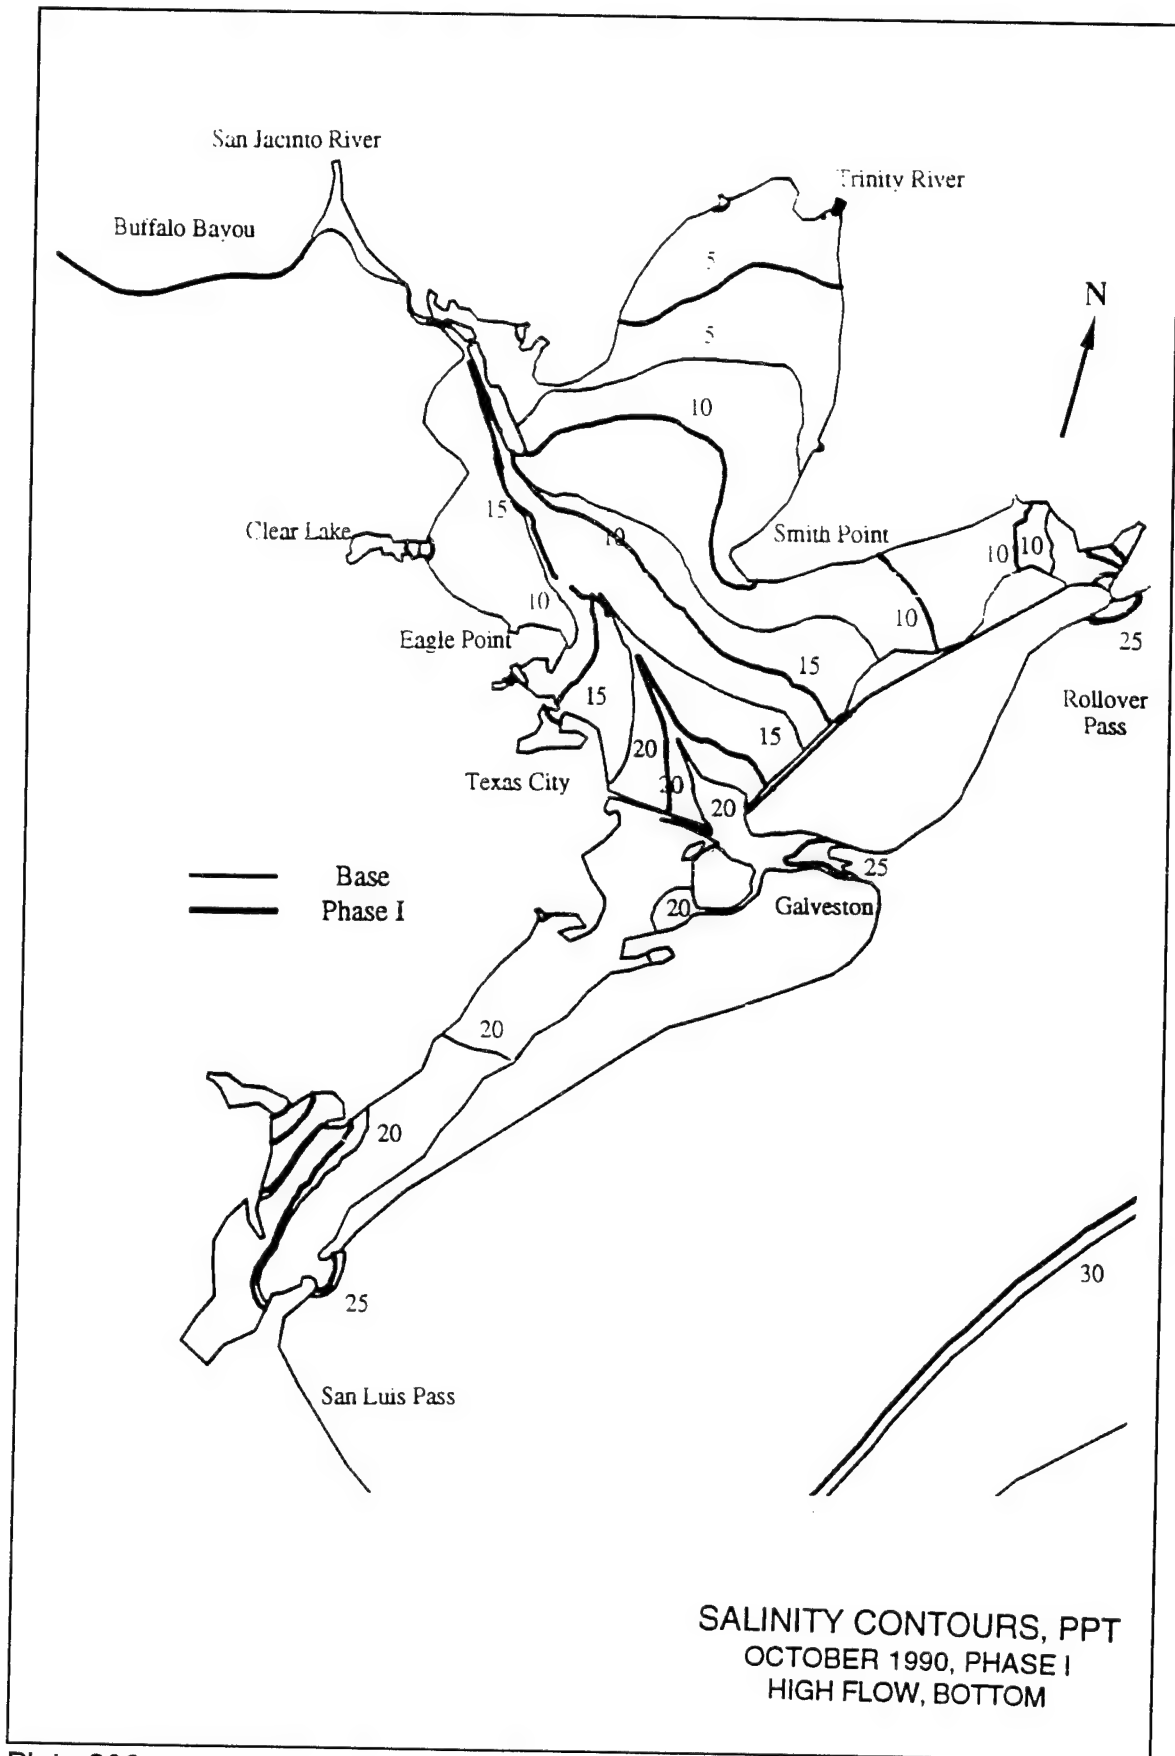 San Jacinto River
Trinity River
Buffalo Bayou
5
N
5
10
15
Clear Lake
10
Smith Point
10
10
10
10
Eagle Point
25
15
15
Rollover
Pass
15
20
Texas City
20
20
25
Base
Phase I
20
Galveston
20
20
30
25
San Luis Pass
SALINITY CONTOURS, PPT
OCTOBER 1990, PHASE I
HIGH FLOW, BOTTOM